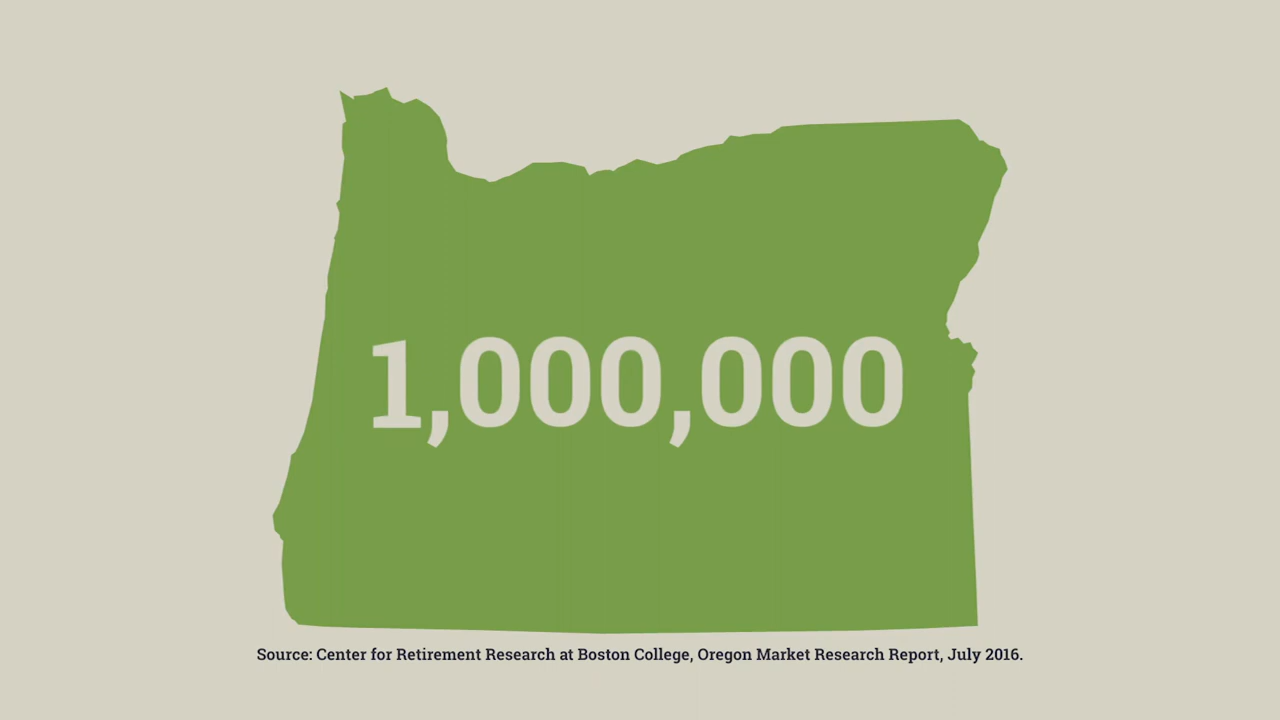 1,000,000
Source: Center for Retirement Research at Boston College, Oregon Market Research Report, July 2016.